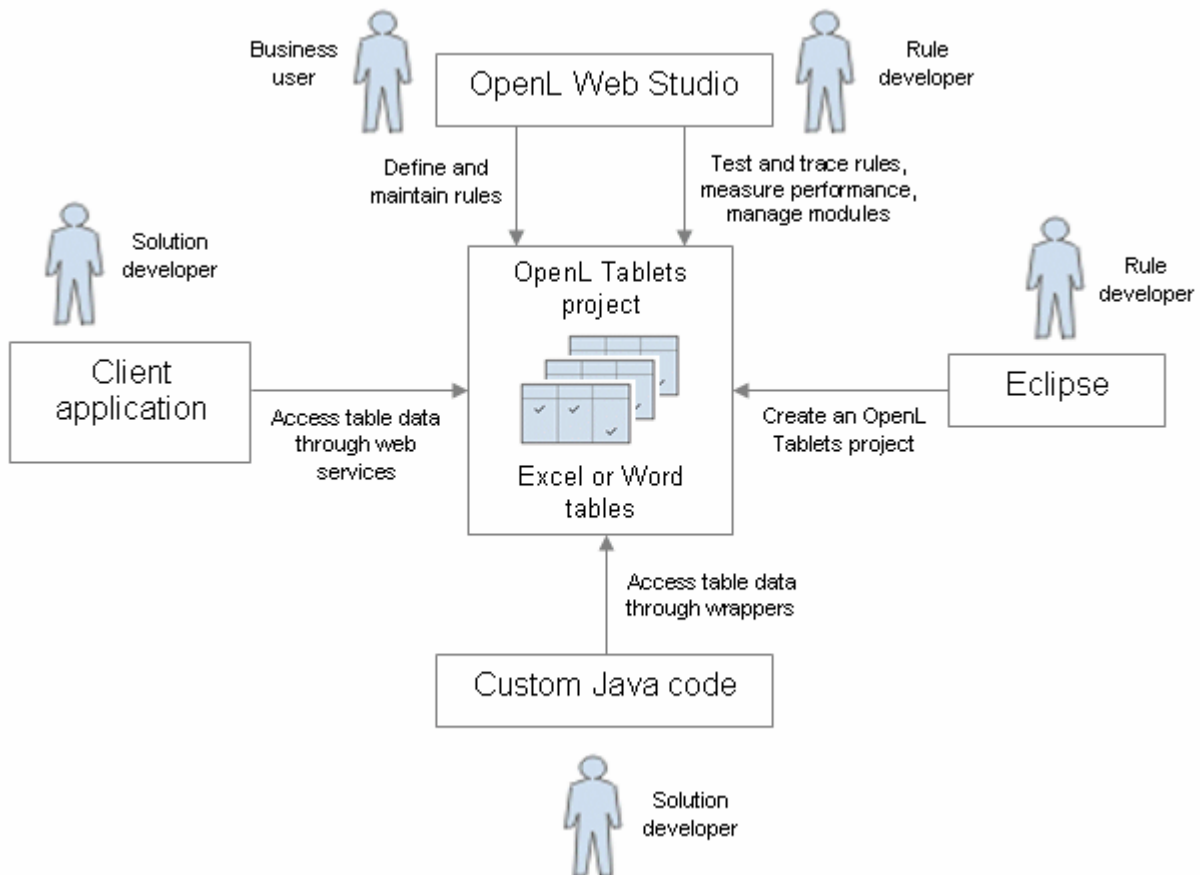 Business
user
OpenL Web Studio
Rule
developer
Define and
maintain rules
Test and trace rules,
measure performance,
manage modules
Solution
developer
OpenL Tablets
project
Rule
developer
Client
application
Eclipse
Access table data
through web
services
Create an OpenL
Tablets project
Excel or Word
tables
Access table data
through wrappers
Custom Java code
Solution
developer